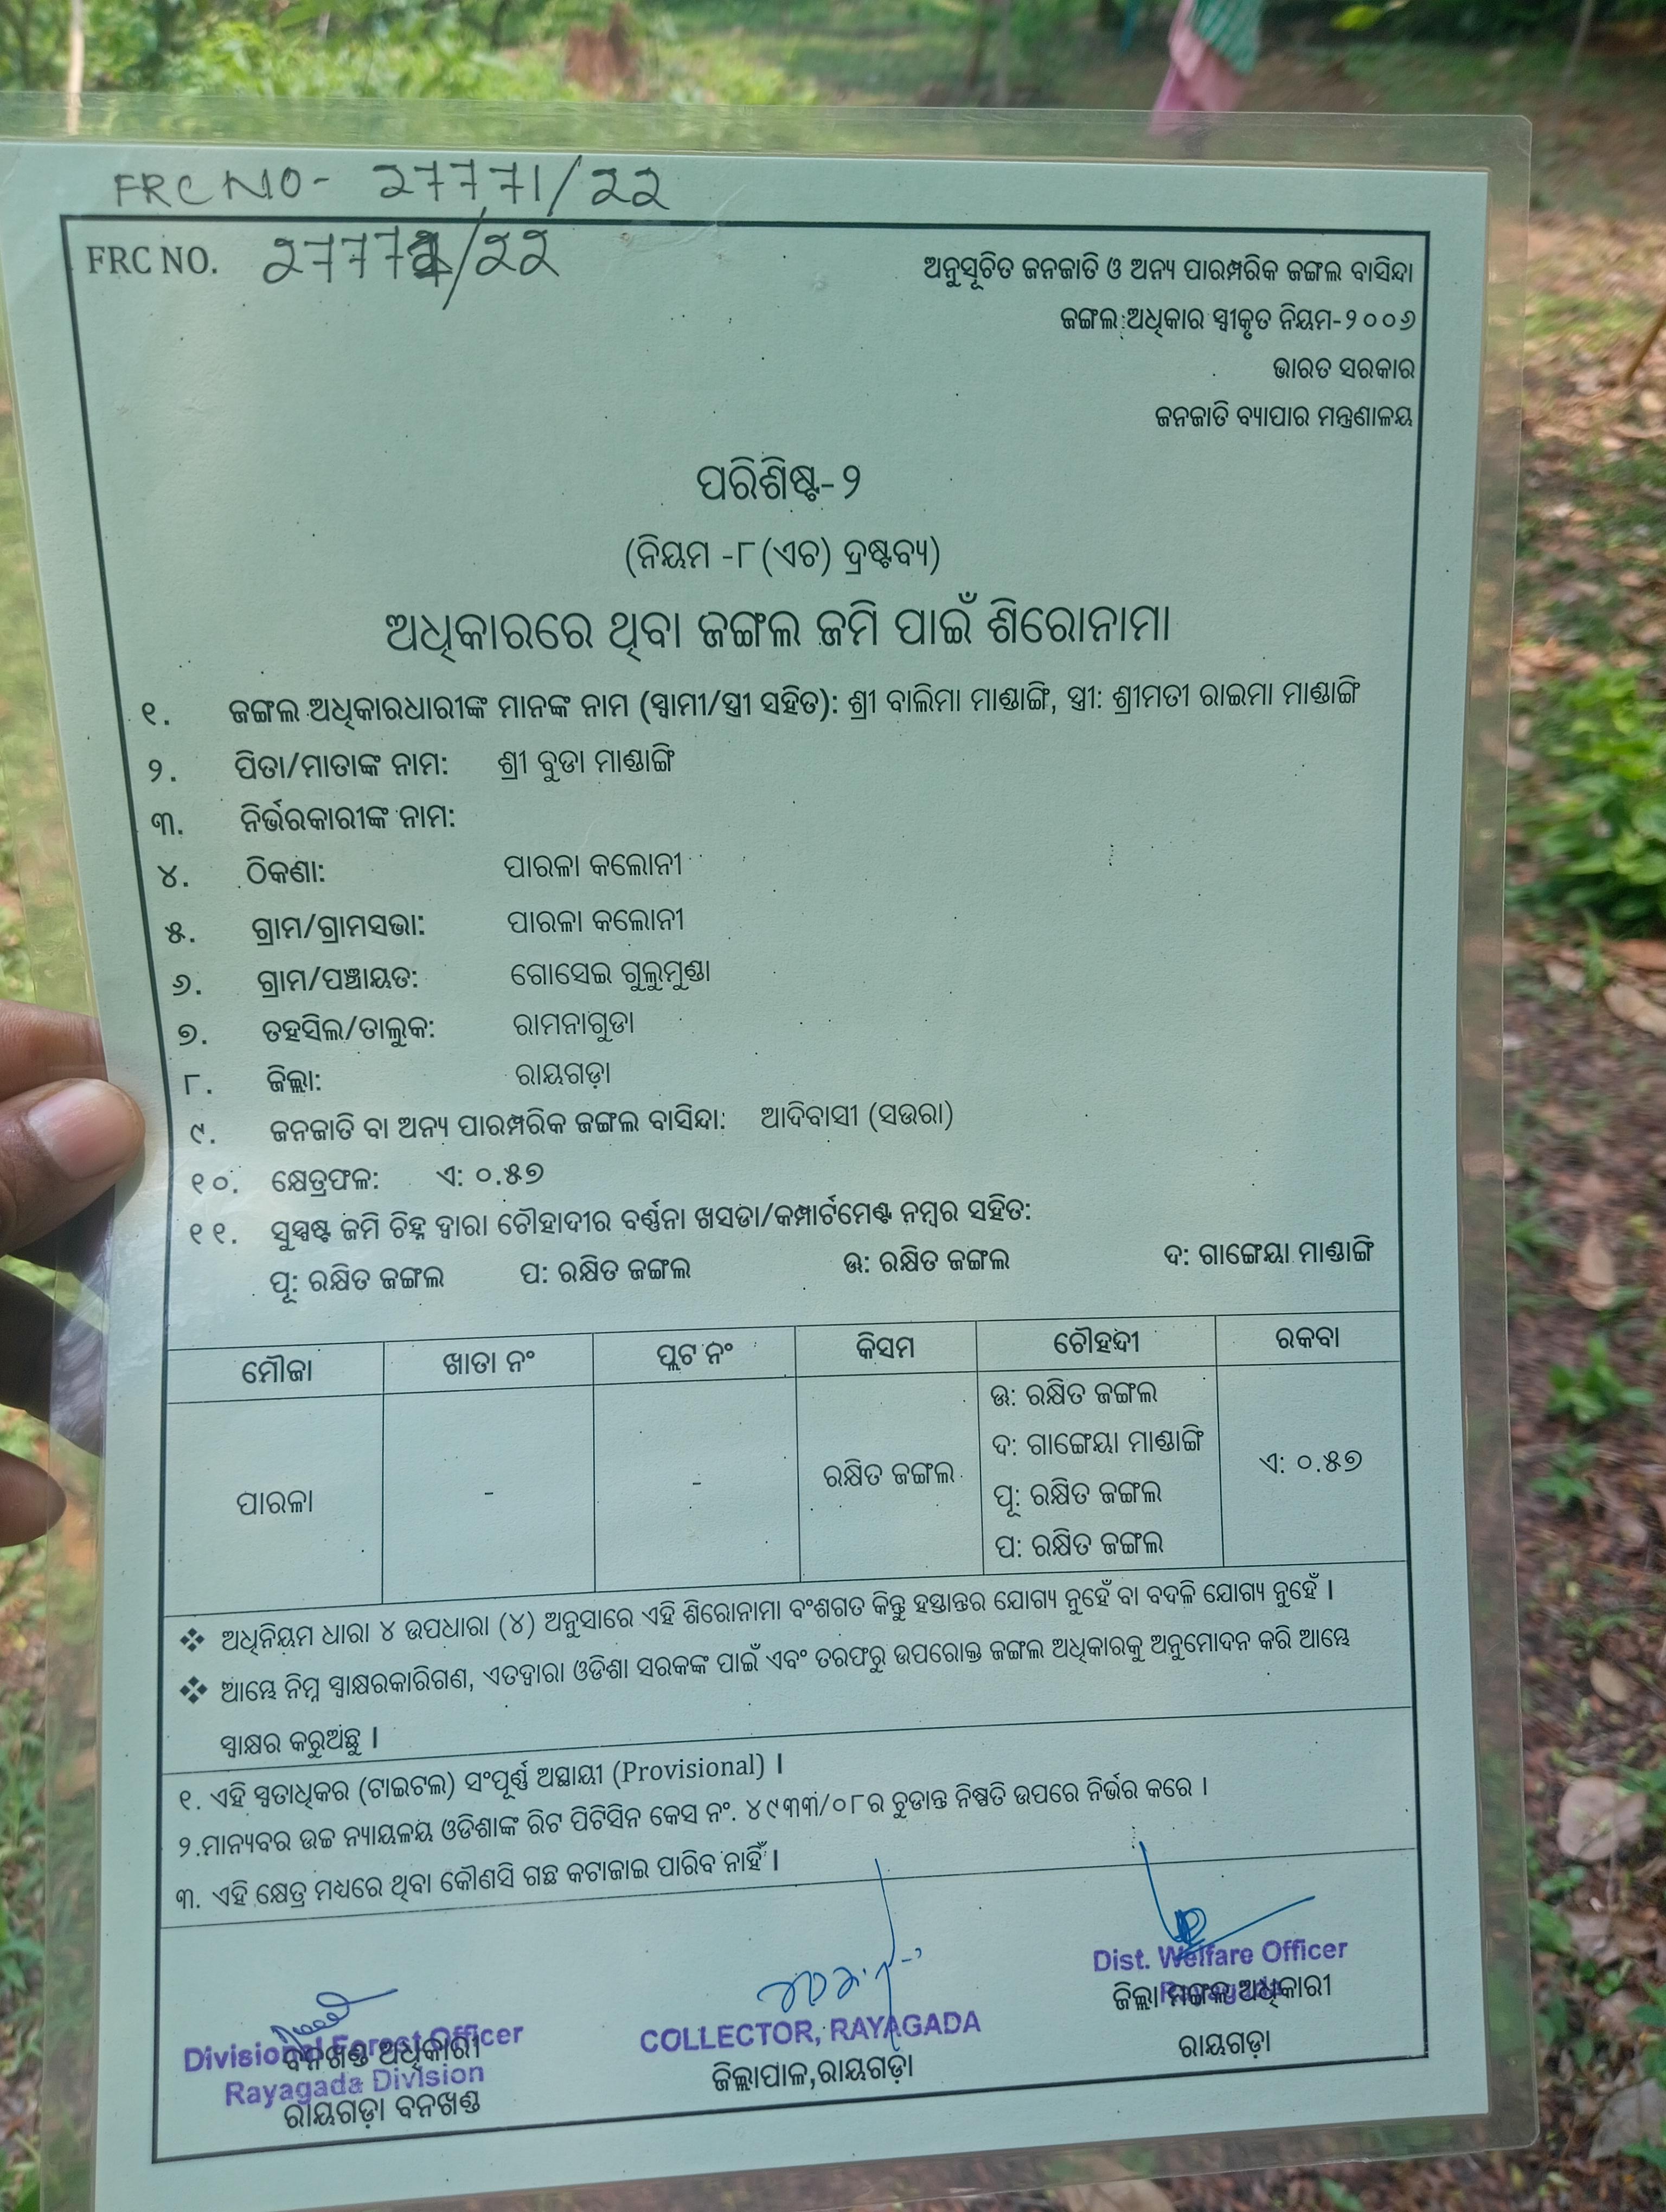 FRC NO- 27771/22
FRC NO. 27771/22
ଅନୁସୂଚିତ ଜନଜାତି ଓ ଅନ୍ୟ ପାରମ୍ପରିକ ଜଙ୍ଗଲ ବାସିନ୍ଦା
ଜଙ୍ଗଲ ଅଧିକାର ସ୍ୱୀକୃତ ନିୟମ-୨୦୦୬
ଭାରତ ସରକାର
ଜନଜାତି ବ୍ୟାପାର ମନ୍ତ୍ରଣାଳୟ
ପରିଶିଷ୍ଟ-୨
(ନିୟମ -୮(ଏଚ) ଦ୍ରଷ୍ଟବ୍ୟ)
ଅଧିକାରରେ ଥିବା ଜଙ୍ଗଲ ଜମି ପାଇଁ ଶିରୋନାମା
୧. ଜଙ୍ଗଲ ଅଧିକାରଧାରୀଙ୍କ ମାନଙ୍କ ନାମ (ସ୍ୱାମୀ/ସ୍ତ୍ରୀ ସହିତ): ଶ୍ରୀ ବାଲିମା ମାଣ୍ଡାଙ୍ଗି, ସ୍ତ୍ରୀ: ଶ୍ରୀମତୀ ରାଇମା ମାଣ୍ଡାଙ୍ଗି
୨. ପିତା/ମାତାଙ୍କ ନାମ: ଶ୍ରୀ ବୁଡା ମାଣ୍ଡାଙ୍ଗି
୩. ନିର୍ଭରକାରୀଙ୍କ ନାମ:
୪. ଠିକଣା: ପାରଳା କଲୋନୀ
୫. ଗ୍ରାମ/ଗ୍ରାମସଭା: ପାରଳା କଲୋନୀ
୬. ଗ୍ରାମ/ପଞ୍ଚାୟତ: ଗୋସେଇ ଗୁଲୁମୁଣ୍ଡା
୭. ତହସିଲ/ତାଲୁକ: ରାମନାଗୁଡା
୮. ଜିଲ୍ଲା: ରାୟଗଡ଼ା
୯. ଜନଜାତି ବା ଅନ୍ୟ ପାରମ୍ପରିକ ଜଙ୍ଗଲ ବାସିନ୍ଦା: ଆଦିବାସୀ (ସଉରା)
୧୦. କ୍ଷେତ୍ରଫଳ: ଏ: ୦.୫୭
୧୧. ସୁସ୍ପଷ୍ଟ ଜମି ଚିହ୍ନ ଦ୍ୱାରା ଚୌହାଦୀର ବର୍ଣ୍ଣନା ଖସଡା/କମ୍ପାର୍ଟମେଣ୍ଟ ନମ୍ବର ସହିତ:
ପୂ: ରକ୍ଷିତ ଜଙ୍ଗଲ ପ: ରକ୍ଷିତ ଜଙ୍ଗଲ ଉ: ରକ୍ଷିତ ଜଙ୍ଗଲ ଦ: ଗାଙ୍ଗେୟା ମାଣ୍ଡାଙ୍ଗି
ମୌଜା ଖାତା ନଂ ପ୍ଲଟ ନଂ କିସମ ଚୌହଦ୍ଦୀ ରକବା
ପାରଳା - - ରକ୍ଷିତ ଜଙ୍ଗଲ ଉ: ରକ୍ଷିତ ଜଙ୍ଗଲ
ଦ: ଗାଙ୍ଗେୟା ମାଣ୍ଡାଙ୍ଗି
ପୂ: ରକ୍ଷିତ ଜଙ୍ଗଲ
ପ: ରକ୍ଷିତ ଜଙ୍ଗଲ
ଏ: ୦.୫୭
❖ ଅଧିନିୟମ ଧାରା ୪ ଉପଧାରା (୪) ଅନୁସାରେ ଏହି ଶିରୋନାମା ବଂଶଗତ କିନ୍ତୁ ହସ୍ତାନ୍ତର ଯୋଗ୍ୟ ନୁହେଁ ବା ବଦଳି ଯୋଗ୍ୟ ନୁହେଁ ।
❖ ଆମ୍ଭେ ନିମ୍ନ ସ୍ୱାକ୍ଷରକାରିଗଣ, ଏତଦ୍ୱାରା ଓଡିଶା ସରକଙ୍କ ପାଇଁ ଏବଂ ତରଫରୁ ଉପରୋକ୍ତ ଜଙ୍ଗଲ ଅଧିକାରକୁ ଅନୁମୋଦନ କରି ଆମ୍ଭେ
ସ୍ୱାକ୍ଷର କରୁଅଛୁ ।
୧. ଏହି ସ୍ୱତାଧିକର (ଟାଇଟଲ) ସଂପୂର୍ଣ୍ଣ ଅସ୍ଥାୟୀ (Provisional) ।
୨.ମାନ୍ୟବର ଉଚ୍ଚ ନ୍ୟାୟଳୟ ଓଡିଶାଙ୍କ ରିଟ ପିଟିସିନ କେସ ନଂ. ୪୯୩୩/୦୮ର ଚୁଡାନ୍ତ ନିଷ୍ପତି ଉପରେ ନିର୍ଭର କରେ ।
୩. ଏହି କ୍ଷେତ୍ର ମଧ୍ୟରେ ଥିବା କୌଣସି ଗଛ କଟାଜାଇ ପାରିବ ନାହିଁ ।
Divisional Forest Officer
ବନଖଣ୍ଡ ଅଧିକାରୀ
Rayagada Division
ରାୟଗଡ଼ା ବନଖଣ୍ଡ
COLLECTOR, RAYAGADA
ଜିଲ୍ଲାପାଳ,ରାୟଗଡ଼ା
Dist. Welfare Officer
Rayagada
ଜିଲ୍ଲା ମଙ୍ଗଳ ଅଧିକାରୀ
ରାୟଗଡ଼ା